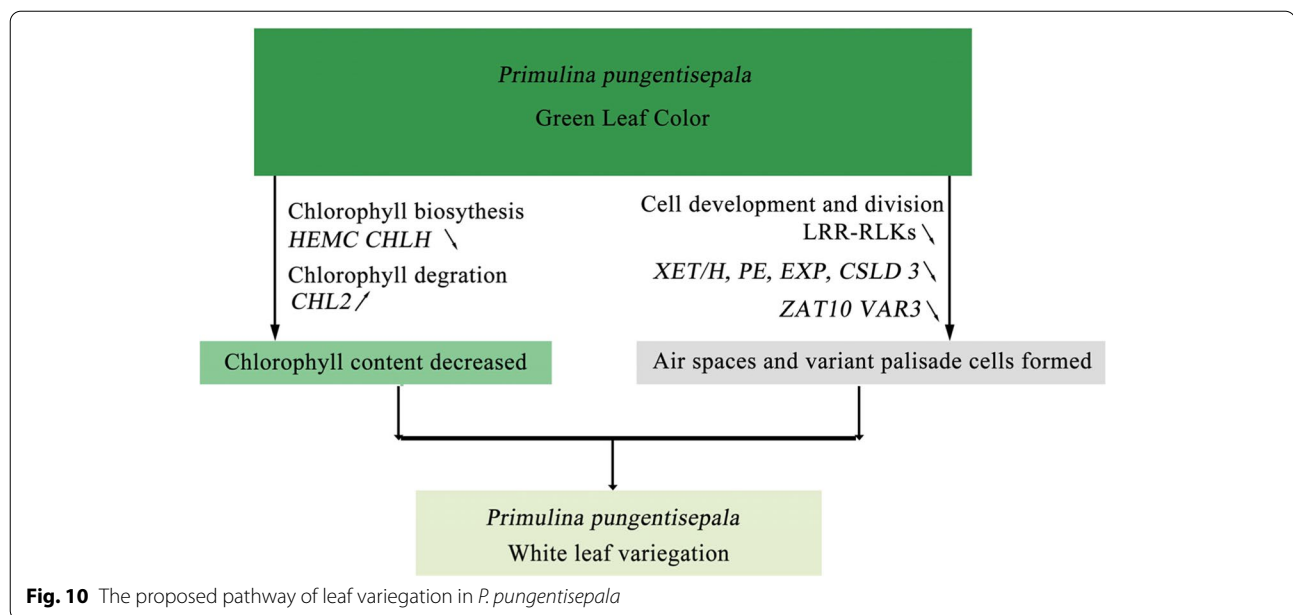 Primulina pungentisepala
Green Leaf Color
Chlorophyll biosythesis
HEMC CHLH ↘
Chlorophyll degration
CHL2 ↗
Cell development and division
LRR-RLKs ↘
XET/H, PE, EXP, CSLD 3 ↘
ZAT10 VAR3 ↘
Chlorophyll content decreased
Air spaces and variant palisade cells formed
Primulina pungentisepala
White leaf variegation
Fig. 10 The proposed pathway of leaf variegation in P. pungentisepala